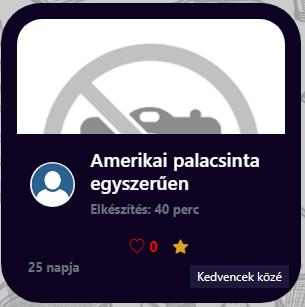 Amerikai palacsinta
egyszerűen
Elkészítés: 40 perc
0
25 napja
Kedvencek közé